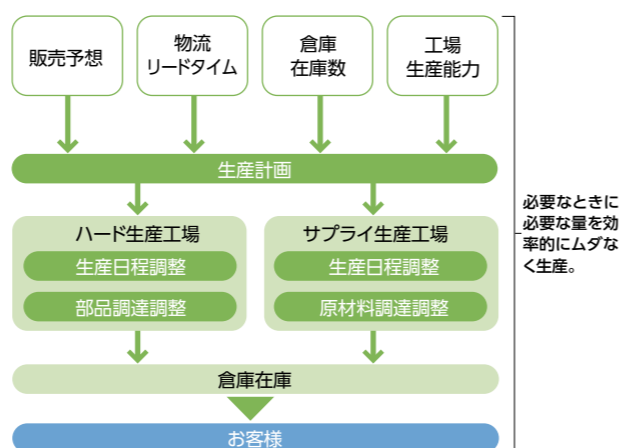 販売予想
物流
リードタイム
倉庫
在庫数
工場
生産能力
生産計画
ハード生産工場
生産日程調整
部品調達調整
サプライ生産工場
生産日程調整
原材料調達調整
倉庫在庫
お客様
必要なときに
必要な量を効
率的にムダな
く生産。